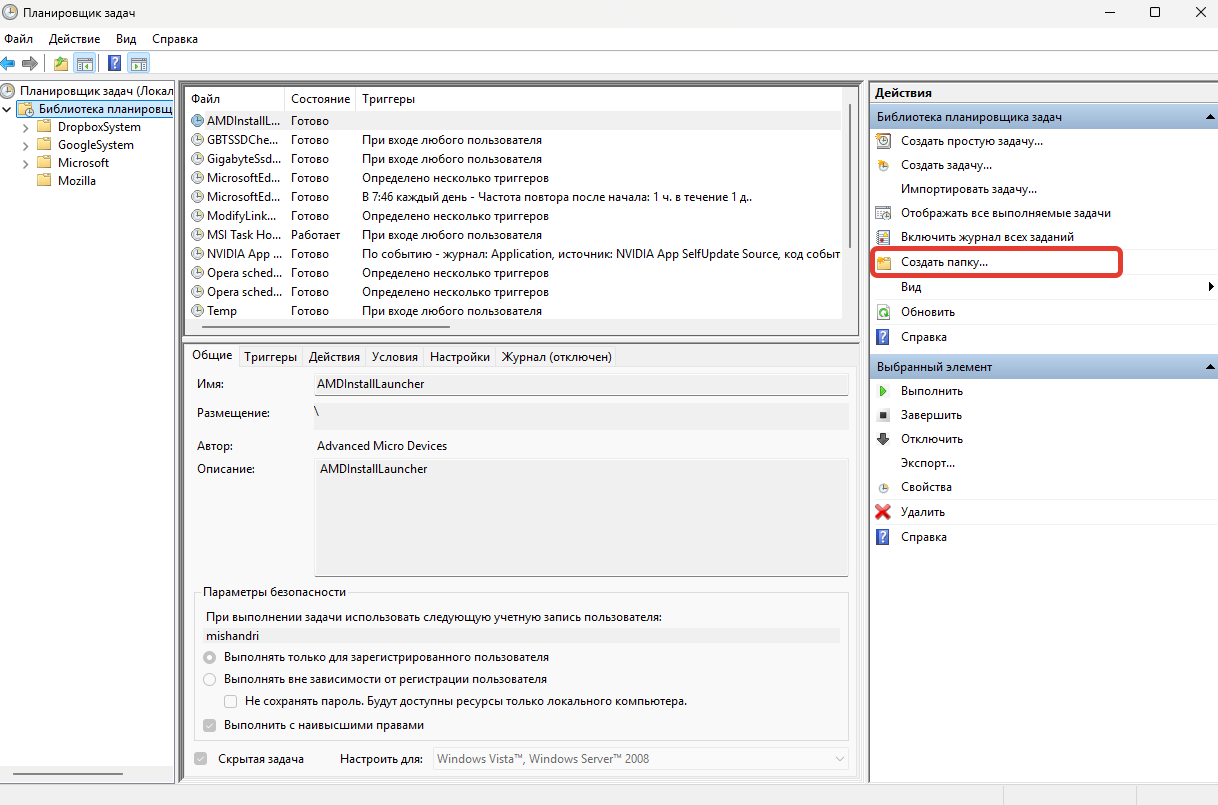 Планировщик задач
Файл Действие Вид Справка
Планировщик задач (Локал
Библиотека планировщ
DropboxSystem
GoogleSystem
Microsoft
Mozilla
Файл Состояние Триггеры
AMDInstallL... Готово
GBTSSDChe... Готово При входе любого пользователя
GigabyteSsd... Готово При входе любого пользователя
MicrosoftEd... Готово Определено несколько триггеров
MicrosoftEd... Готово В 7:46 каждый день - Частота повтора после начала: 1 ч. в течение 1 д..
ModifyLink... Готово Определено несколько триггеров
MSI Task Ho... Работает При входе любого пользователя
NVIDIA App ... Готово По событию - журнал: Application, источник: NVIDIA App SelfUpdate Source, код событ
Opera sched... Готово Определено несколько триггеров
Opera sched... Готово Определено несколько триггеров
Temp Готово При входе любого пользователя
Общие Триггеры Действия Условия Настройки Журнал (отключен)
Имя: AMDInstallLauncher
Размещение: \
Автор: Advanced Micro Devices
Описание: AMDInstallLauncher
Параметры безопасности
При выполнении задачи использовать следующую учетную запись пользователя:
mishandri
Выполнять только для зарегистрированного пользователя
Выполнять вне зависимости от регистрации пользователя
Не сохранять пароль. Будут доступны ресурсы только локального компьютера.
Выполнить с наивысшими правами
Скрытая задача Настроить для: Windows Vista™, Windows Server™ 2008
Действия
Библиотека планировщика задач
Создать простую задачу...
Создать задачу...
Импортировать задачу...
Отображать все выполняемые задачи
Включить журнал всех заданий
Создать папку...
Вид
Обновить
Справка
Выбранный элемент
Выполнить
Завершить
Отключить
Экспорт...
Свойства
Удалить
Справка